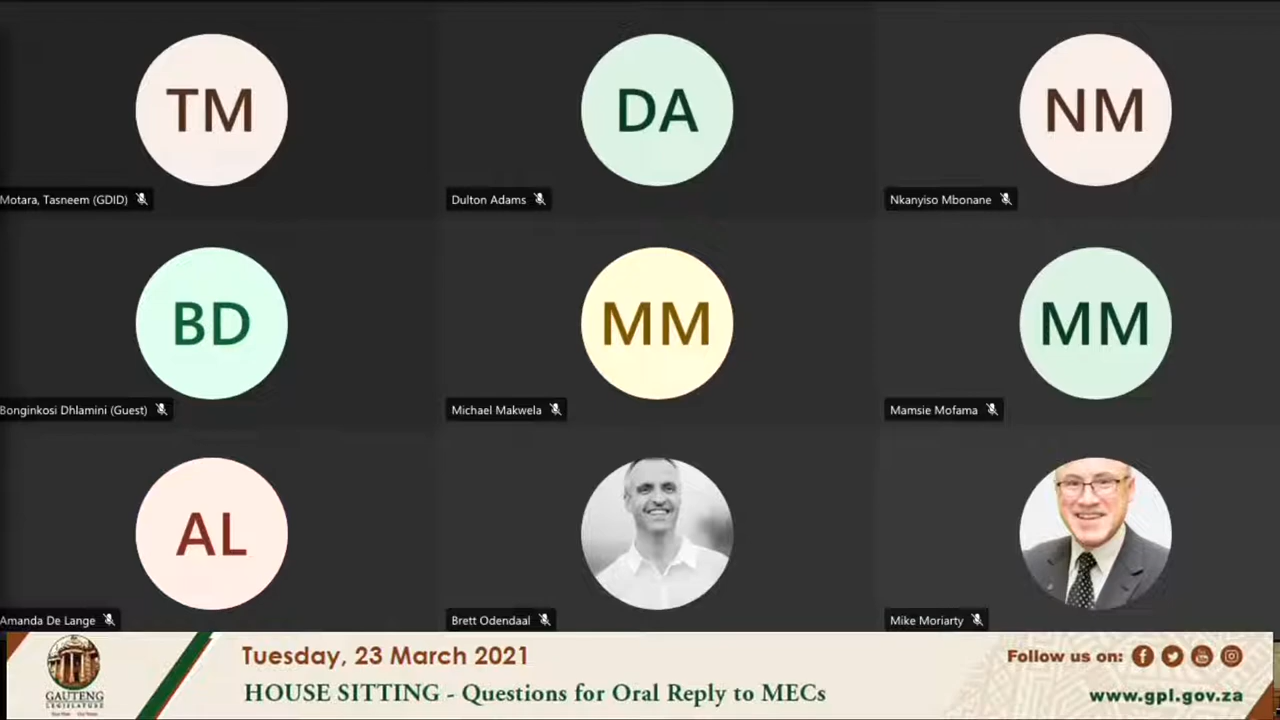 TM
DA
NM
Motara, Tasneem (GDID)
Dulton Adams
Nkanyiso Mbonane
BD
MM
MM
Bonginkosi Dhlamini (Guest)
Michael Makwela
Mamsie Mofama
AL
Amanda De Lange
Brett Odendaal
Mike Moriarty
GAUTENG
LEGISLATURE
Tuesday, 23 March 2021
HOUSE SITTING - Questions for Oral Reply to MECs
Follow us on:
www.gpl.gov.za